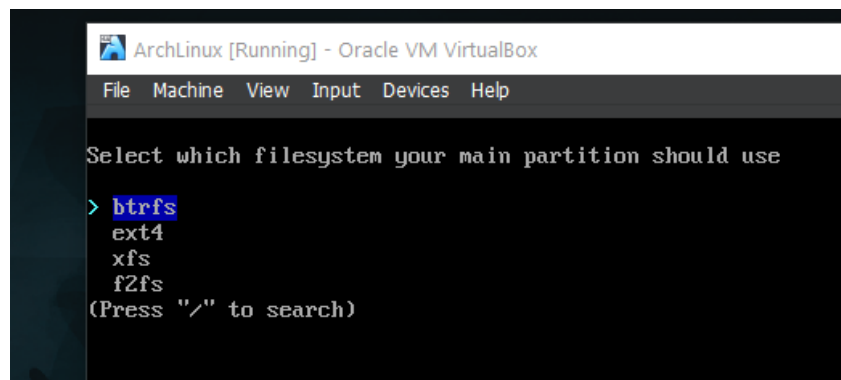 ArchLinux [Running] - Oracle VM VirtualBox
File Machine View Input Devices Help
Select which filesystem your main partition should use
> btrfs
ext4
xfs
f2fs
(Press "/" to search)